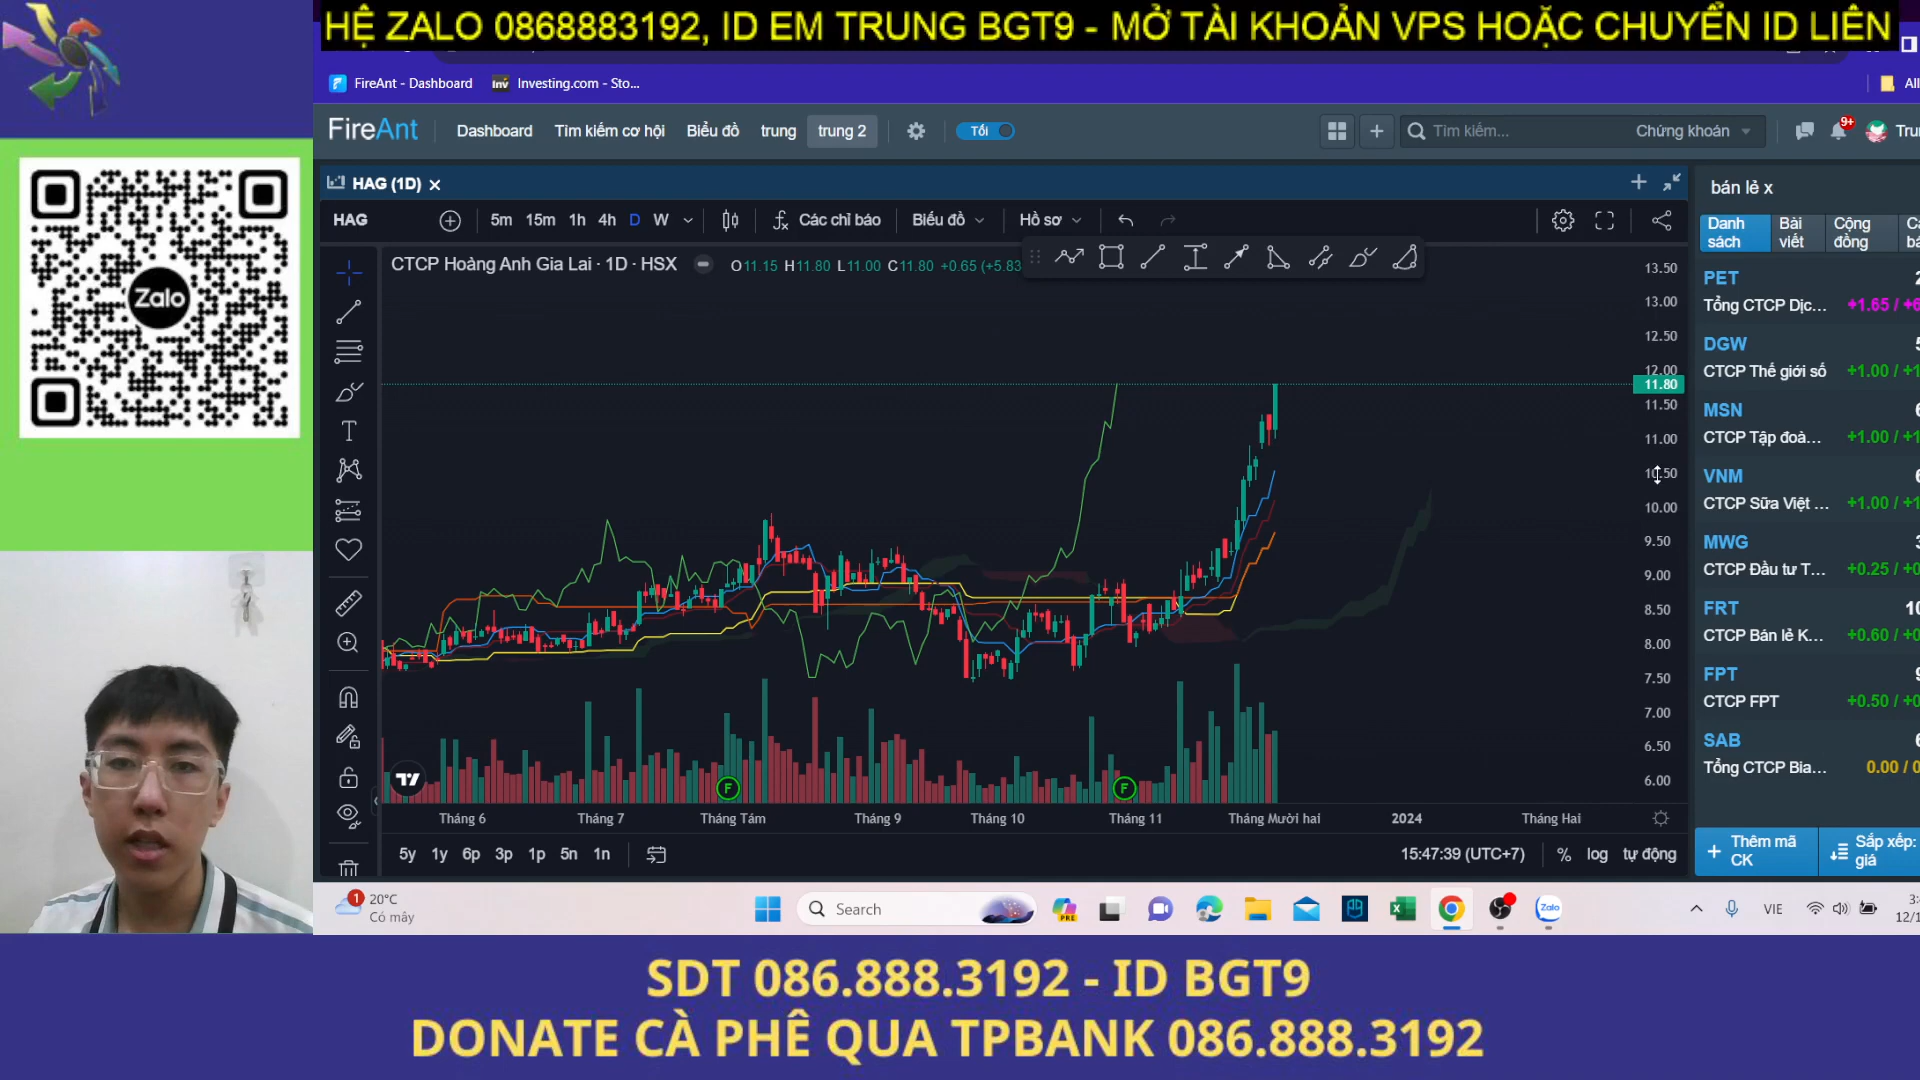 HỆ ZALO 0868883192, ID EM TRUNG BGT9 - MỞ TÀI KHOẢN VPS HOẶC CHUYỂN ID LIÊN
FireAnt - Dashboard
Inv Investing.com - Sto...
All
FireAnt
Dashboard
Tìm kiếm cơ hội
Biểu đồ
trung
trung 2
Tối
Tìm kiếm...
Chứng khoán
9+
HAG (1D)
HAG
5m 15m 1h 4h D W
Các chỉ báo
Biểu đồ
Hồ sơ
CTCP Hoàng Anh Gia Lai · 1D · HSX
O11.15 H11.80 L11.00 C11.80 +0.65 (+5.83
13.50
13.00
12.50
12.00
11.80
11.50
11.00
10.50
10.00
9.50
9.00
8.50
8.00
7.50
7.00
6.50
6.00
F
F
Tháng 6
Tháng 7
Tháng Tám
Tháng 9
Tháng 10
Tháng 11
Tháng Mười hai
2024
Tháng Hai
5y 1y 6p 3p 1p 5n 1n
15:47:39 (UTC+7)
% log tự động
bán lẻ x
Danh sách
Bài viết
Cộng đồng
PET
Tổng CTCP Dịc...
DGW
CTCP Thế giới số
+1.00
MSN
CTCP Tập đoà...
+1.00
VNM
CTCP Sữa Việt ...
+1.00
MWG
CTCP Đầu tư T...
+0.25
FRT
CTCP Bán lẻ K...
+0.60
FPT
CTCP FPT
+0.50
SAB
Tổng CTCP Bia...
0.00
Thêm mã CK
Sắp xếp: giá
Zalo
1
20°C
Có mây
Search
PRE
Zalo
VIE
SDT 086.888.3192 - ID BGT9
DONATE CÀ PHÊ QUA TPBANK 086.888.3192